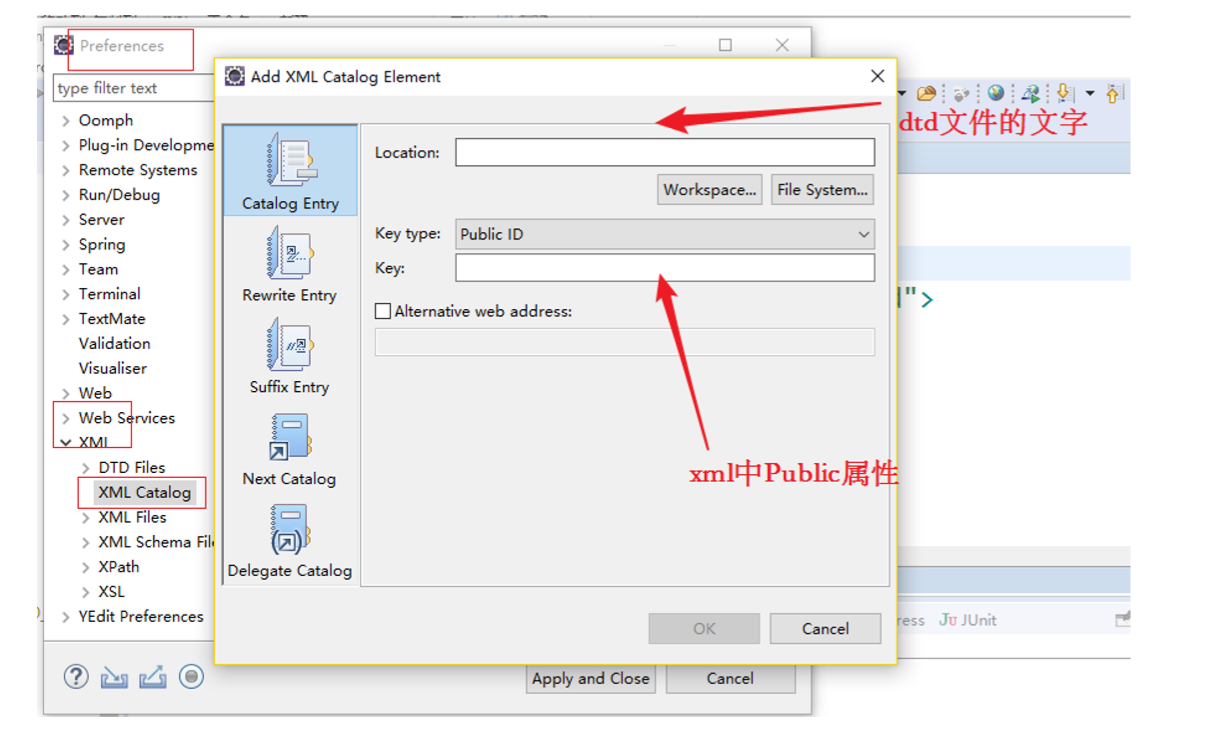 Preferences
type filter text
Oomph
Plug-in Developme
Remote Systems
Run/Debug
Server
Spring
Team
Terminal
TextMate
Validation
Visualiser
Web
Web Services
XML
DTD Files
XML Catalog
XML Files
XML Schema File
XPath
XSL
YEdit Preferences
Add XML Catalog Element
Catalog Entry
Rewrite Entry
Suffix Entry
Next Catalog
Delegate Catalog
Location:
Workspace...
File System...
Key type:
Public ID
Key:
Alternative web address:
OK
Cancel
dtd文件的文字
">
xml中Public属性
ress
JUnit
Apply and Close
Cancel